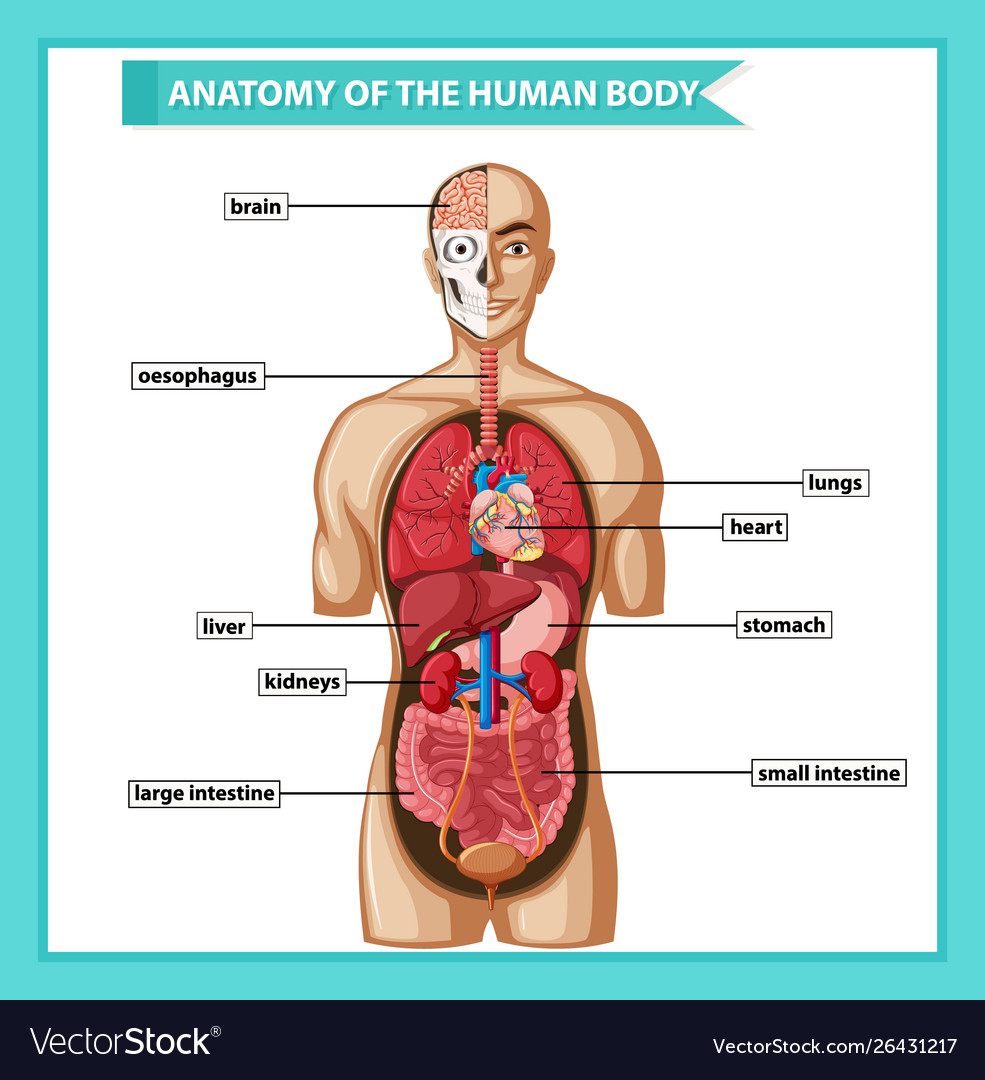 ANATOMY OF THE HUMAN BODY
brain
oesophagus
lungs
heart
liver
stomach
kidneys
small intestine
large intestine
VectorStock®
VectorStock.com/26431217